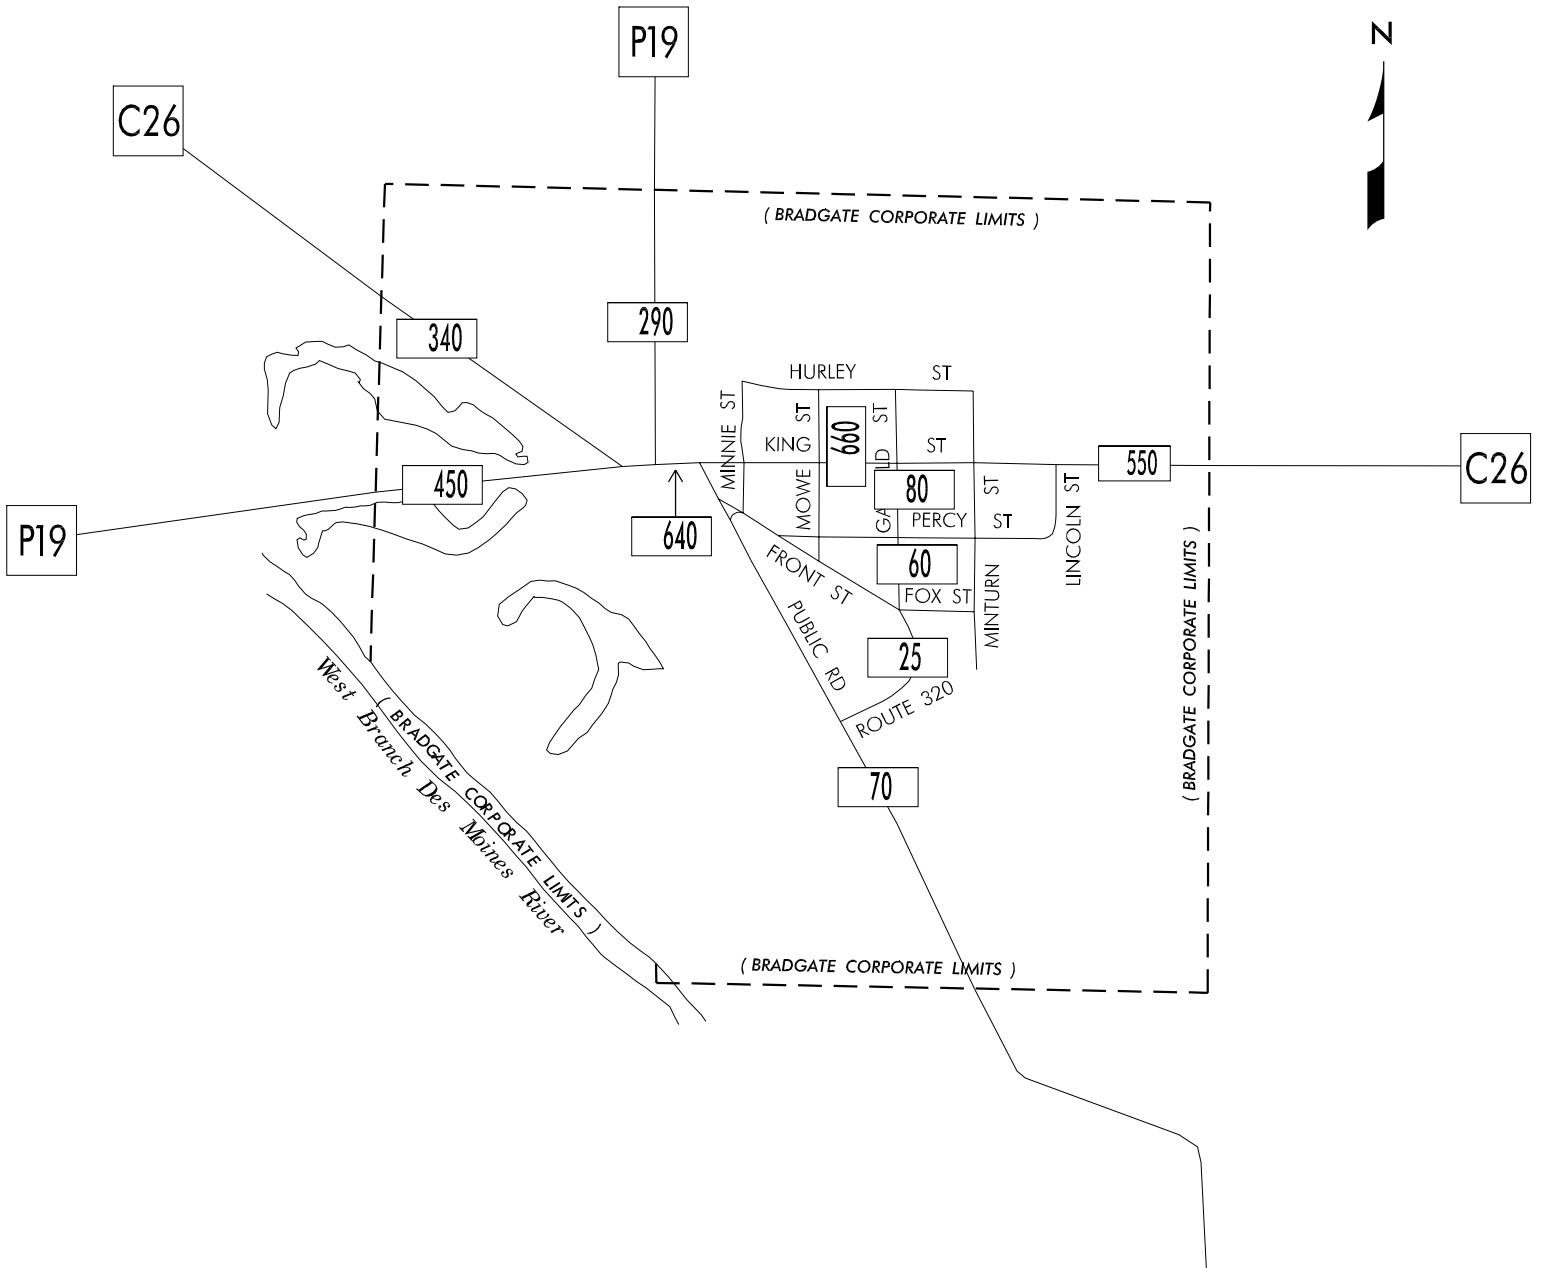 P19
N
C26
( BRADGATE CORPORATE LIMITS )
290
340
HURLEY ST
MINNIE ST
MOWE ST
660
KING ST
550
C26
450
80
MINTURN ST
LINCOLN ST
P19
640
PERCY ST
60
FRONT ST
FOX ST
PUBLIC RD
25
ROUTE 320
( BRADGATE CORPORATE LIMITS )
70
West Branch Des Moines River
( BRADGATE CORPORATE LIMITS )
( BRADGATE CORPORATE LIMITS )